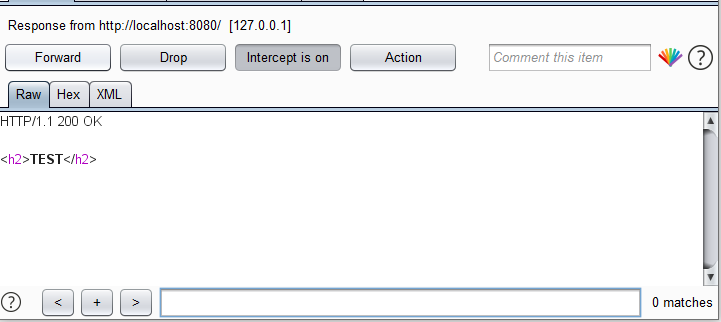 Response from http://localhost:8080/ [127.0.0.1]
Forward Drop Intercept is on Action Comment this item ?
Raw Hex XML
HTTP/1.1 200 OK
<h2>TEST</h2>
? < + > 0 matches